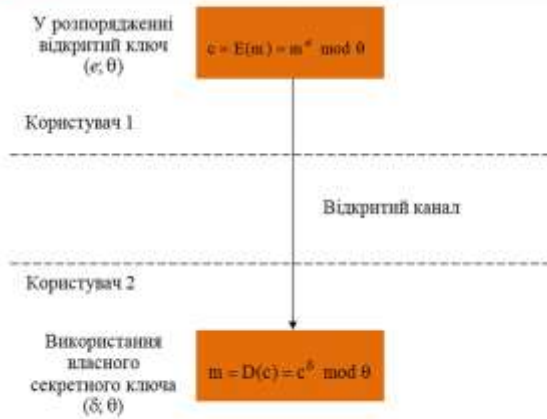 У розпорядженні
відкритий ключ
(e; θ)
c = E(m) = m^e mod θ
Користувач 1
Відкритий канал
Користувач 2
Використання
власного
секретного ключа
(δ; θ)
m = D(c) = c^δ mod θ